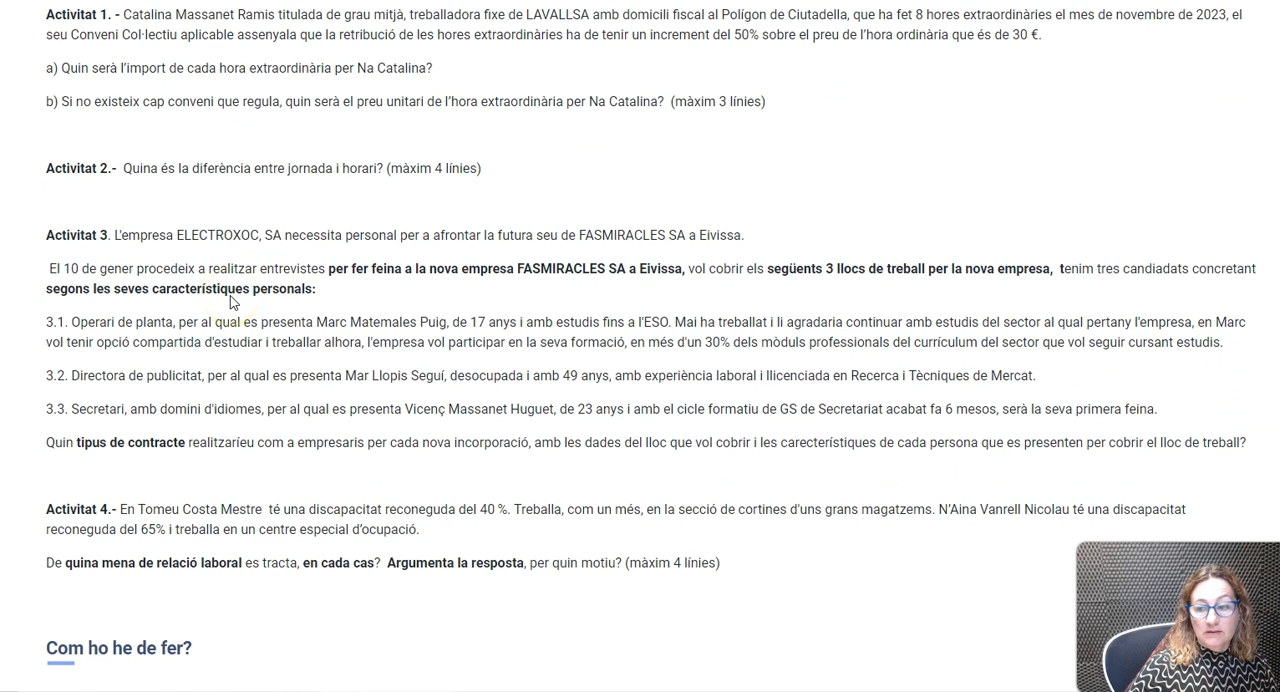 Activitat 1. - Catalina Massanet Ramis titulada de grau mitjà, treballadora fixe de LAVALLSA amb domicili fiscal al Polígon de Ciutadella, que ha fet 8 hores extraordinàries el mes de novembre de 2023, el
seu Conveni Col·lectiu aplicable assenyala que la retribució de les hores extraordinàries ha de tenir un increment del 50% sobre el preu de l’hora ordinària que és de 30 €.
a) Quin serà l’import de cada hora extraordinària per Na Catalina?
b) Si no existeix cap conveni que regula, quin serà el preu unitari de l’hora extraordinària per Na Catalina? (màxim 3 línies)
Activitat 2.- Quina és la diferència entre jornada i horari? (màxim 4 línies)
Activitat 3. L'empresa ELECTROXOC, SA necessita personal per a afrontar la futura seu de FASMIRACLES SA a Eivissa.
El 10 de gener procedeix a realitzar entrevistes per fer feina a la nova empresa FASMIRACLES SA a Eivissa, vol cobrir els següents 3 llocs de treball per la nova empresa, tenim tres candiadats concretant
segons les seves característiques personals:
3.1. Operari de planta, per al qual es presenta Marc Matemales Puig, de 17 anys i amb estudis fins a l'ESO. Mai ha treballat i li agradaria continuar amb estudis del sector al qual pertany l'empresa, en Marc
vol tenir opció compartida d'estudiar i treballar alhora, l'empresa vol participar en la seva formació, en més d'un 30% dels mòduls professionals del currículum del sector que vol seguir cursant estudis.
3.2. Directora de publicitat, per al qual es presenta Mar Llopis Seguí, desocupada i amb 49 anys, amb experiència laboral i llicenciada en Recerca i Tècniques de Mercat.
3.3. Secretari, amb domini d'idiomes, per al qual es presenta Vicenç Massanet Huguet, de 23 anys i amb el cicle formatiu de GS de Secretariat acabat fa 6 mesos, serà la seva primera feina.
Quin tipus de contracte realitzaríeu com a empresaris per cada nova incorporació, amb les dades del lloc que vol cobrir i les carecterístiques de cada persona que es presenten per cobrir el lloc de treball?
Activitat 4.- En Tomeu Costa Mestre té una discapacitat reconeguda del 40 %. Treballa, com un més, en la secció de cortines d'uns grans magatzems. N’Aina Vanrell Nicolau té una discapacitat
reconeguda del 65% i treballa en un centre especial d’ocupació.
De quina mena de relació laboral es tracta, en cada cas? Argumenta la resposta, per quin motiu? (màxim 4 línies)
Com ho he de fer?